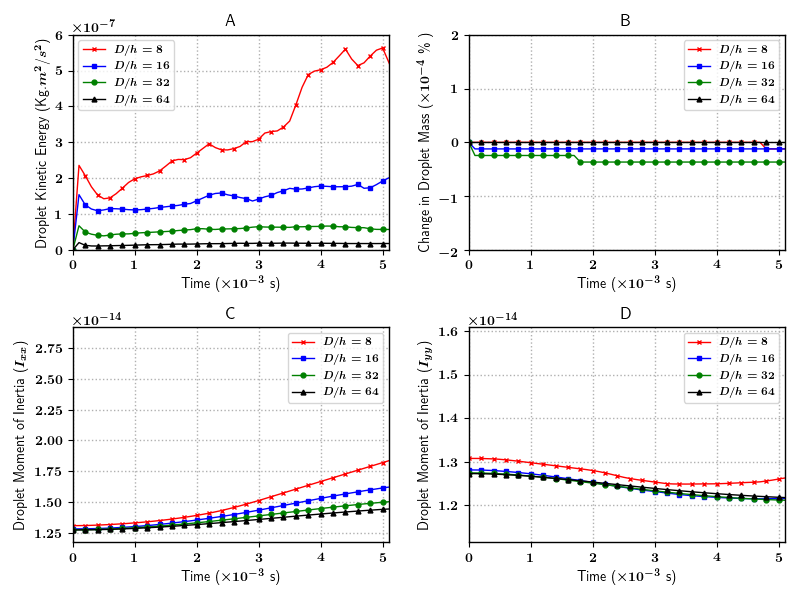 A
×10⁻⁷
Droplet Kinetic Energy (Kg.m²/s²)
6
5
4
3
2
1
0
D/h = 8
D/h = 16
D/h = 32
D/h = 64
0 1 2 3 4 5
Time (×10⁻³ s)
B
Change in Droplet Mass (×10⁻⁴ % )
2
1
0
−1
−2
D/h = 8
D/h = 16
D/h = 32
D/h = 64
0 1 2 3 4 5
Time (×10⁻³ s)
C
×10⁻¹⁴
Droplet Moment of Inertia (Iₓₓ)
2.75
2.50
2.25
2.00
1.75
1.50
1.25
D/h = 8
D/h = 16
D/h = 32
D/h = 64
0 1 2 3 4 5
Time (×10⁻³ s)
D
×10⁻¹⁴
Droplet Moment of Inertia (I_yy)
1.6
1.5
1.4
1.3
1.2
D/h = 8
D/h = 16
D/h = 32
D/h = 64
0 1 2 3 4 5
Time (×10⁻³ s)